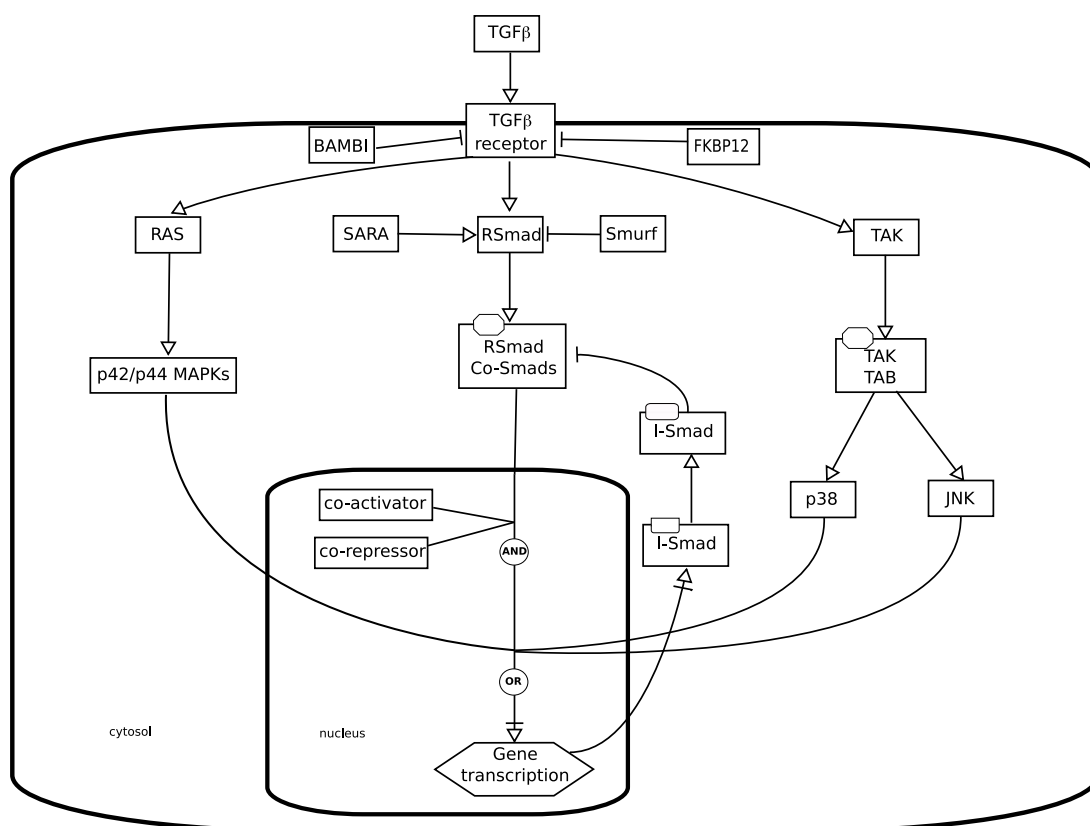 TGFβ
TGFβ
receptor
BAMBI
FKBP12
RAS
SARA
RSmad
Smurf
TAK
RSmad
Co-Smads
p42/p44 MAPKs
TAK
TAB
I-Smad
co-activator
p38
JNK
co-repressor
AND
I-Smad
OR
cytosol
nucleus
Gene
transcription